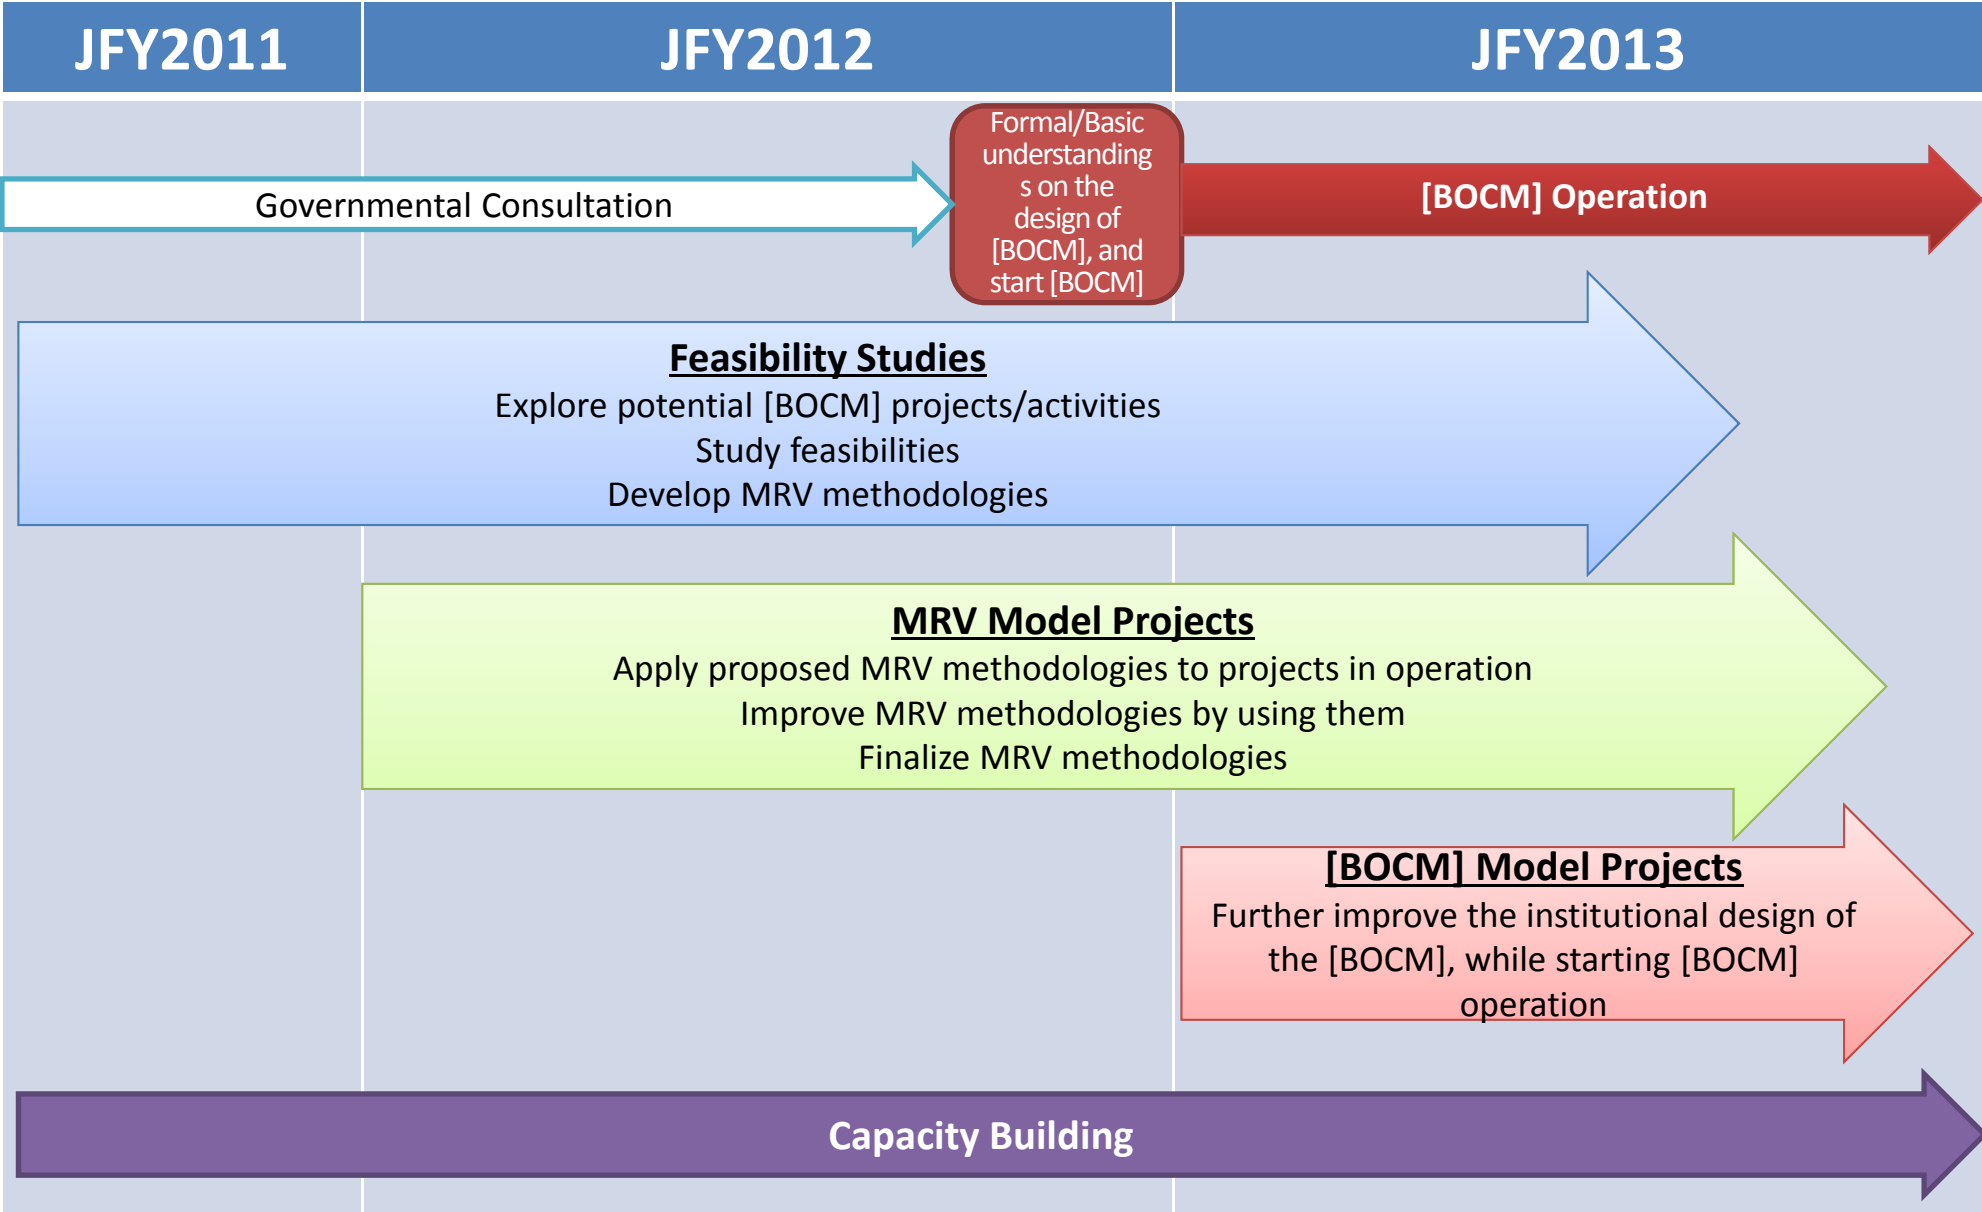 JFY2011
JFY2012
JFY2013
Governmental Consultation
Formal/Basic
understanding
s on the
design of
[BOCM], and
start [BOCM]
[BOCM] Operation
Feasibility Studies
Explore potential [BOCM] projects/activities
Study feasibilities
Develop MRV methodologies
MRV Model Projects
Apply proposed MRV methodologies to projects in operation
Improve MRV methodologies by using them
Finalize MRV methodologies
[BOCM] Model Projects
Further improve the institutional design of
the [BOCM], while starting [BOCM]
operation
Capacity Building